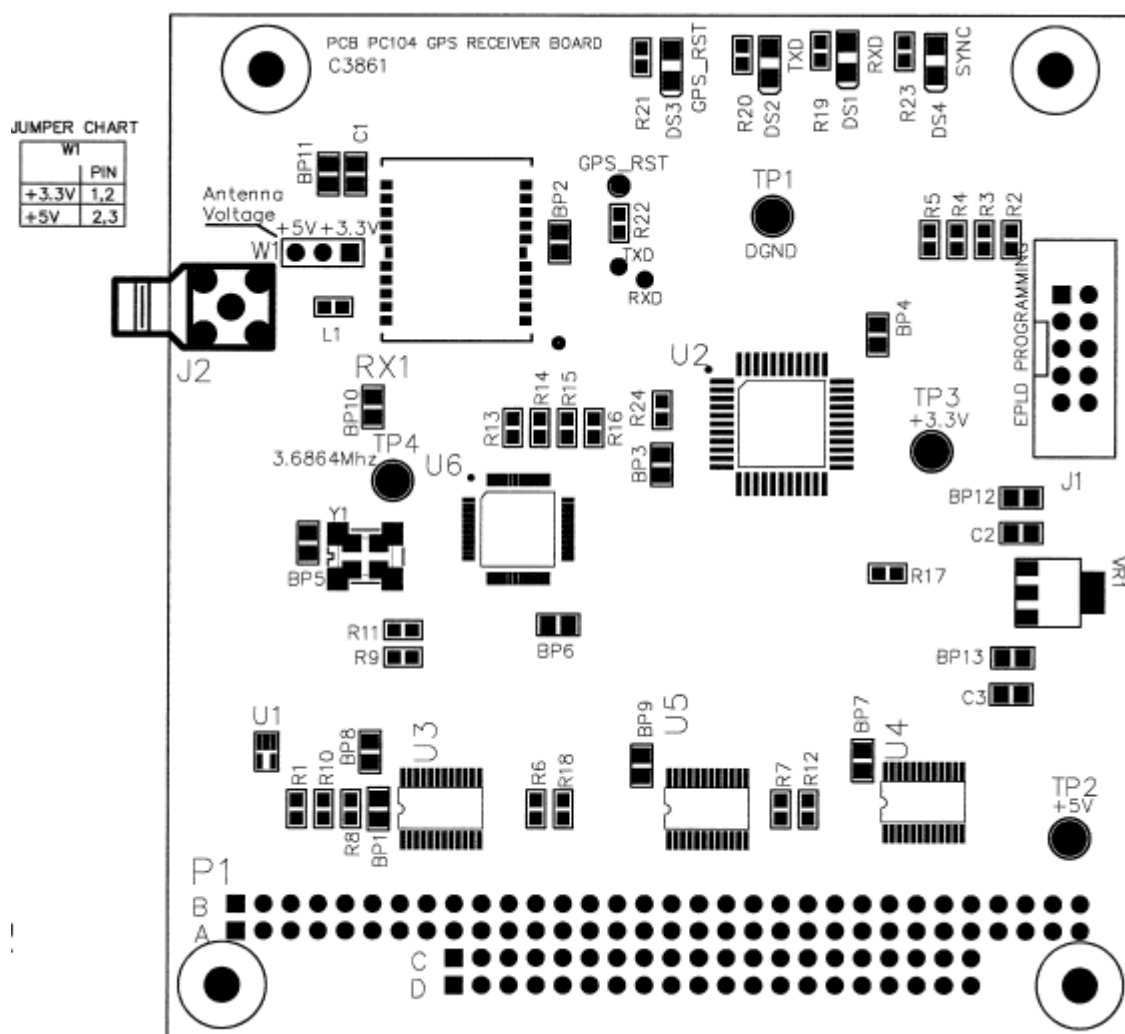 PCB PC104 GPS RECEIVER BOARD
C3861
R21
DS3
GPS_RST
R20
DS2
TXD
R19
DS1
RXD
R23
DS4
SYNC
JUMPER CHART
W1
PIN
+3.3V 1,2
+5V 2,3
BP11
C1
Antenna
Voltage
+5V +3.3V
W1
BP2
GPS_RST
R22
TXD
RXD
TP1
DGND
R5
R4
R3
R2
EPLD PROGRAMMING
J1
BP4
L1
J2
RX1
BP10
TP4
3.6864Mhz
U6
R13
R14
R15
R16
R24
BP3
U2
TP3
+3.3V
BP12
C2
Y1
BP5
R17
VR1
R11
R9
BP6
BP13
C3
U1
R1
R10
BP8
R8
BP1
U3
R6
R18
BP9
U5
R7
R12
BP7
U4
TP2
+5V
P1
B
A
C
D